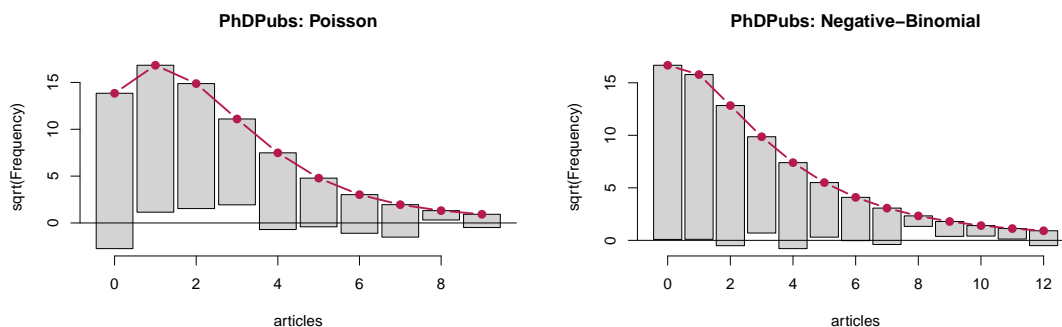 PhDPubs: Poisson
sqrt(Frequency)
15
10
5
0
0 2 4 6 8
articles
PhDPubs: Negative−Binomial
sqrt(Frequency)
15
10
5
0
0 2 4 6 8 10 12
articles